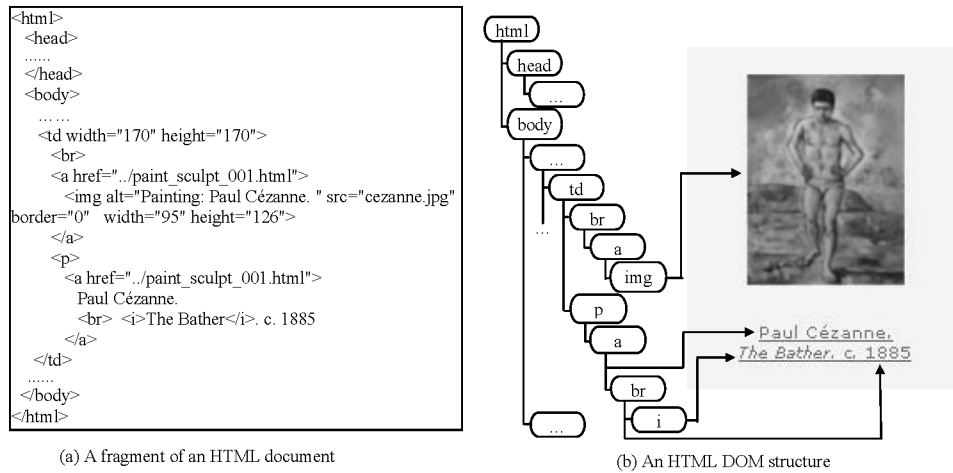 <html>
<head>
......
</head>
<body>
... ...
<td width="170" height="170">
<br>
<a href="../paint_sculpt_001.html">
<img alt="Painting: Paul Cézanne. " src="cezanne.jpg"
border="0" width="95" height="126">
</a>
<p>
<a href="../paint_sculpt_001.html">
Paul Cézanne.
<br> <i>The Bather</i>. c. 1885
</a>
</td>
......
</body>
</html>
(a) A fragment of an HTML document
html
head
...
body
...
td
...
br
a
img
p
a
br
i
...
Paul Cézanne.
The Bather. c. 1885
(b) An HTML DOM structure